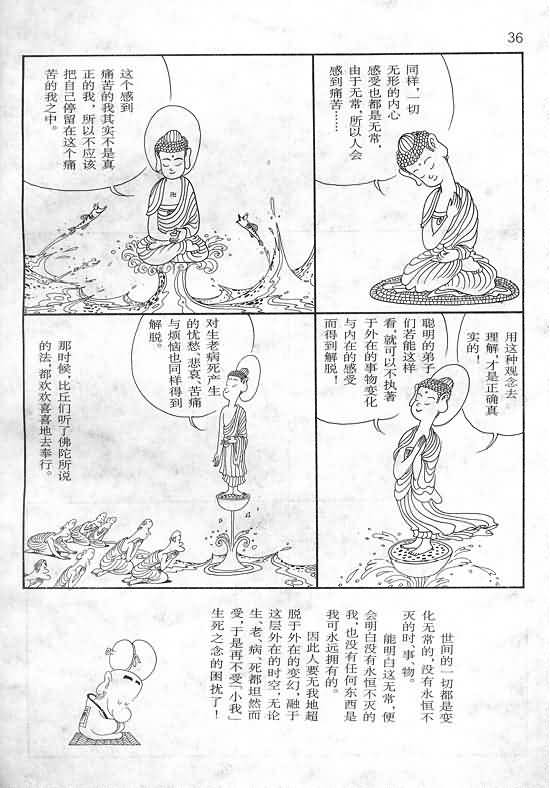 36
同样，一切
无形的内心
感受也都是无常，
由于无常，所以人会
感到痛苦……
这个感到
痛苦的我其实不是真
正的我，所以不应该
把自己停留在这个痛
苦的我之中。
用这种观念去
理解，才是正确真
实的！
聪明的弟子
们若能这样
看，就可以不执著
于外在的事物变化
与内在的感受
而得到解脱！
对生老病死产生
的忧愁、悲哀、苦痛
与烦恼也同样得到
解脱。
那时候，比丘们听了佛陀所说
的法，都欢欢喜喜地去奉行。
世间的一切都是变
化无常的，没有永恒不
灭的时、事、物。
能明白这无常，便
会明白没有永恒不灭的
我，也没有任何东西是
我可永远拥有的。
因此人要无我地超
脱于外在的变幻，融于
这层外在的时空，无论
生、老、病、死都坦然而
受，于是再不受「小我」
生死之念的困扰了！